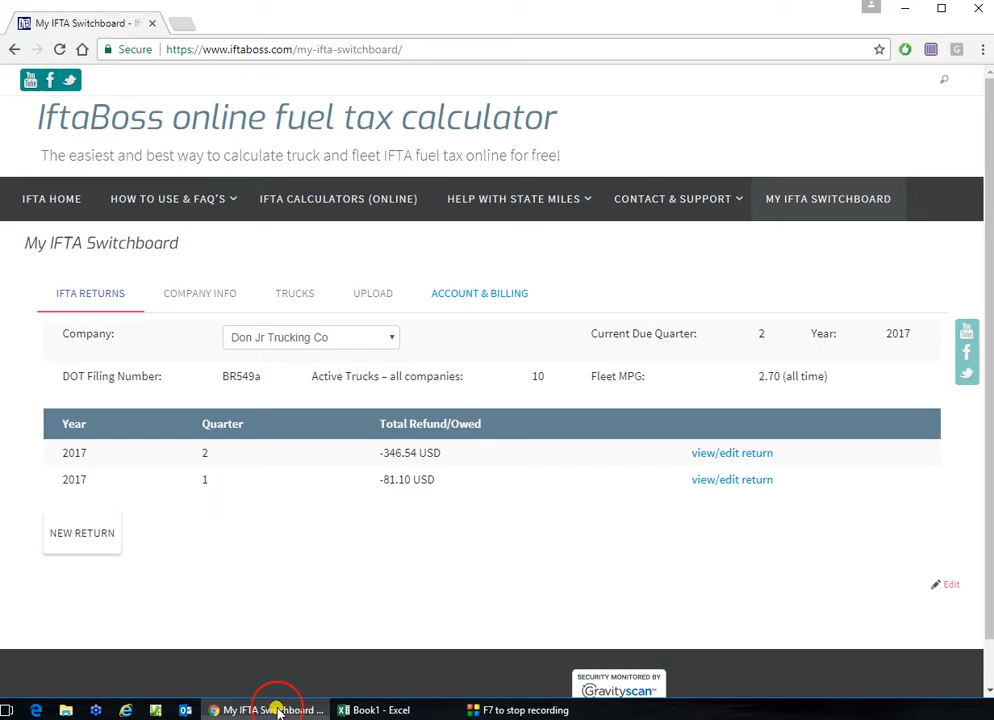 My IFTA Switchboard - If
Secure
https://www.iftaboss.com/my-ifta-switchboard/
G
You Tube
IftaBoss online fuel tax calculator
The easiest and best way to calculate truck and fleet IFTA fuel tax online for free!
IFTA HOME
HOW TO USE & FAQ'S
IFTA CALCULATORS (ONLINE)
HELP WITH STATE MILES
CONTACT & SUPPORT
MY IFTA SWITCHBOARD
My IFTA Switchboard
IFTA RETURNS
COMPANY INFO
TRUCKS
UPLOAD
ACCOUNT & BILLING
Company:
Don Jr Trucking Co
Current Due Quarter:
2
Year:
2017
DOT Filing Number:
BR549a
Active Trucks – all companies:
10
Fleet MPG:
2.70 (all time)
Year
Quarter
Total Refund/Owed
2017
2
-346.54 USD
view/edit return
2017
1
-81.10 USD
view/edit return
NEW RETURN
Edit
SECURITY MONITORED BY
Gravityscan
My IFTA Switchboard ...
Book1 - Excel
F7 to stop recording